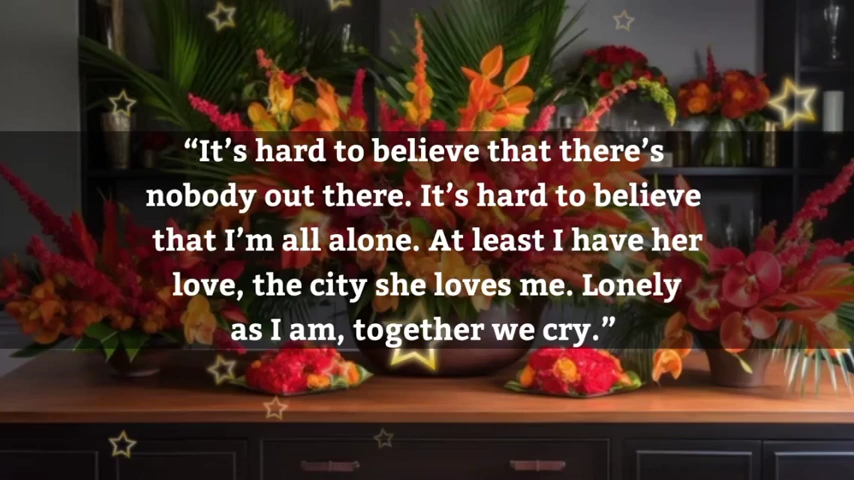 “It’s hard to believe that there’s
nobody out there. It’s hard to believe
that I’m all alone. At least I have her
love, the city she loves me. Lonely
as I am, together we cry.”